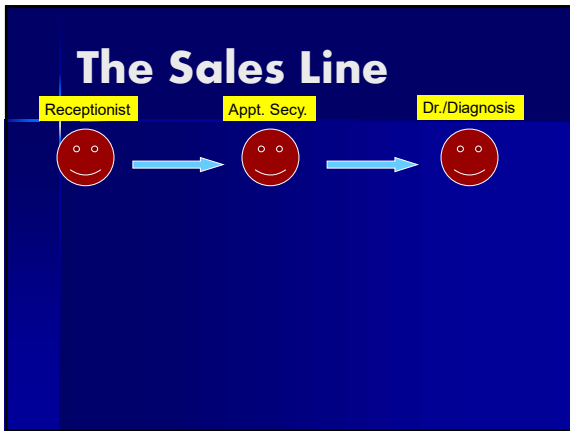 The Sales Line
Receptionist
Appt. Secy.
Dr./Diagnosis